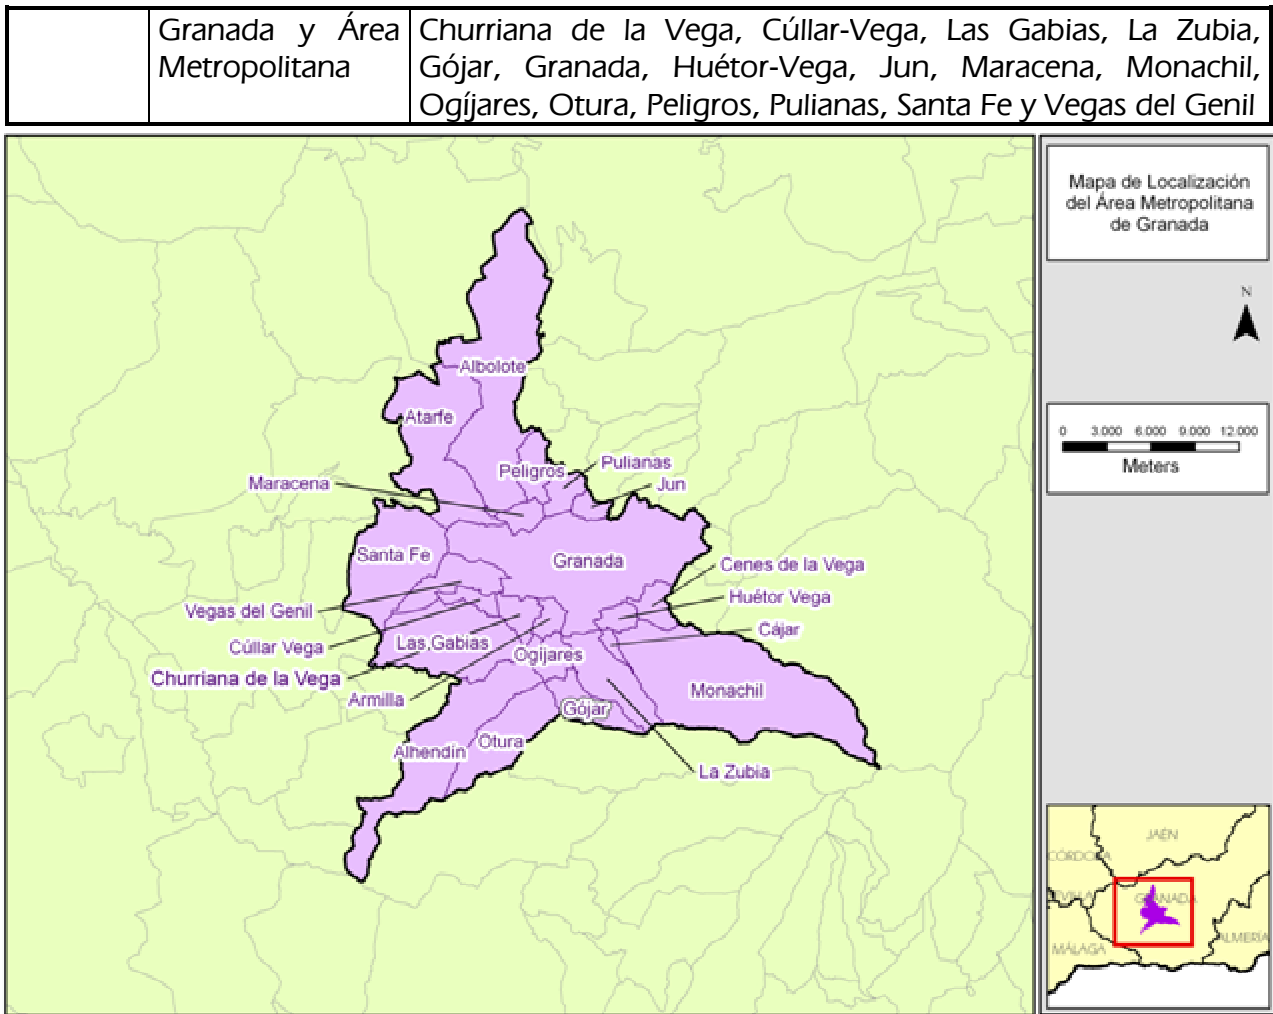 Granada y Área Metropolitana
Churriana de la Vega, Cúllar-Vega, Las Gabias, La Zubia,
Gójar, Granada, Huétor-Vega, Jun, Maracena, Monachil,
Ogíjares, Otura, Peligros, Pulianas, Santa Fe y Vegas del Genil
Albolote
Atarfe
Peligros
Pulianas
Maracena
Jun
Santa Fe
Granada
Cenes de la Vega
Huétor Vega
Vegas del Genil
Cájar
Cúllar Vega
Las Gabias
Ogíjares
Churriana de la Vega
Monachil
Armilla
Gójar
Alhendín
Otura
La Zubia
Mapa de Localización
del Área Metropolitana
de Granada
N
0 3.000 6.000 9.000 12.000
Meters
JAÉN
CÓRDOBA
SEVILLA
GRANADA
ALMERÍA
MÁLAGA